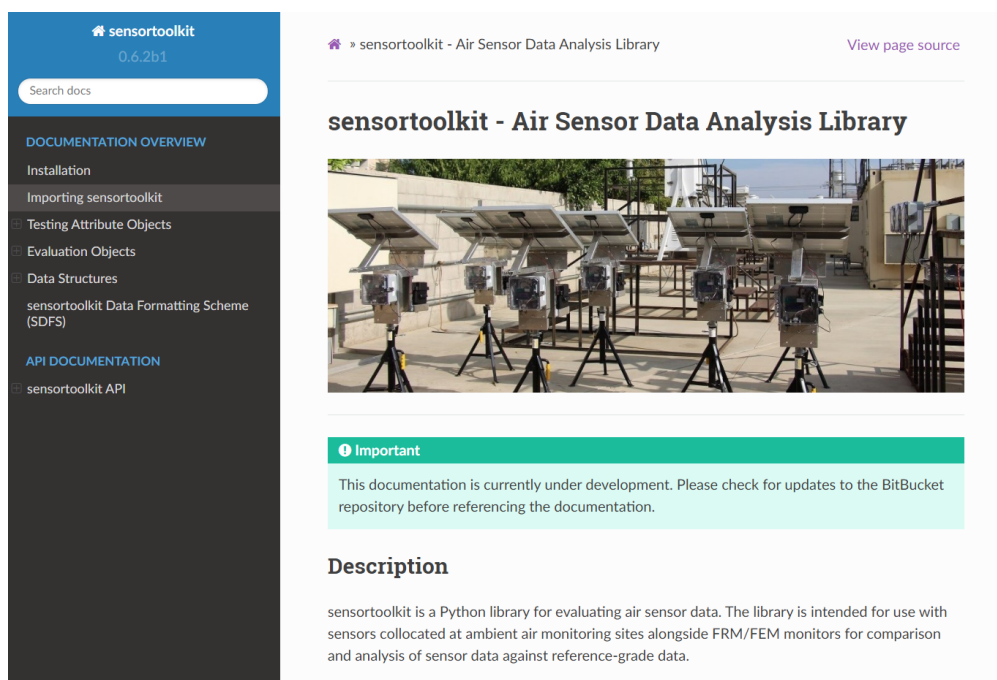 sensortoolkit
0.6.2b1
Search docs
DOCUMENTATION OVERVIEW
Installation
Importing sensortoolkit
Testing Attribute Objects
Evaluation Objects
Data Structures
sensortoolkit Data Formatting Scheme
(SDFS)
API DOCUMENTATION
sensortoolkit API
» sensortoolkit - Air Sensor Data Analysis Library
View page source
sensortoolkit - Air Sensor Data Analysis Library
Important
This documentation is currently under development. Please check for updates to the BitBucket
repository before referencing the documentation.
Description
sensortoolkit is a Python library for evaluating air sensor data. The library is intended for use with
sensors collocated at ambient air monitoring sites alongside FRM/FEM monitors for comparison
and analysis of sensor data against reference-grade data.